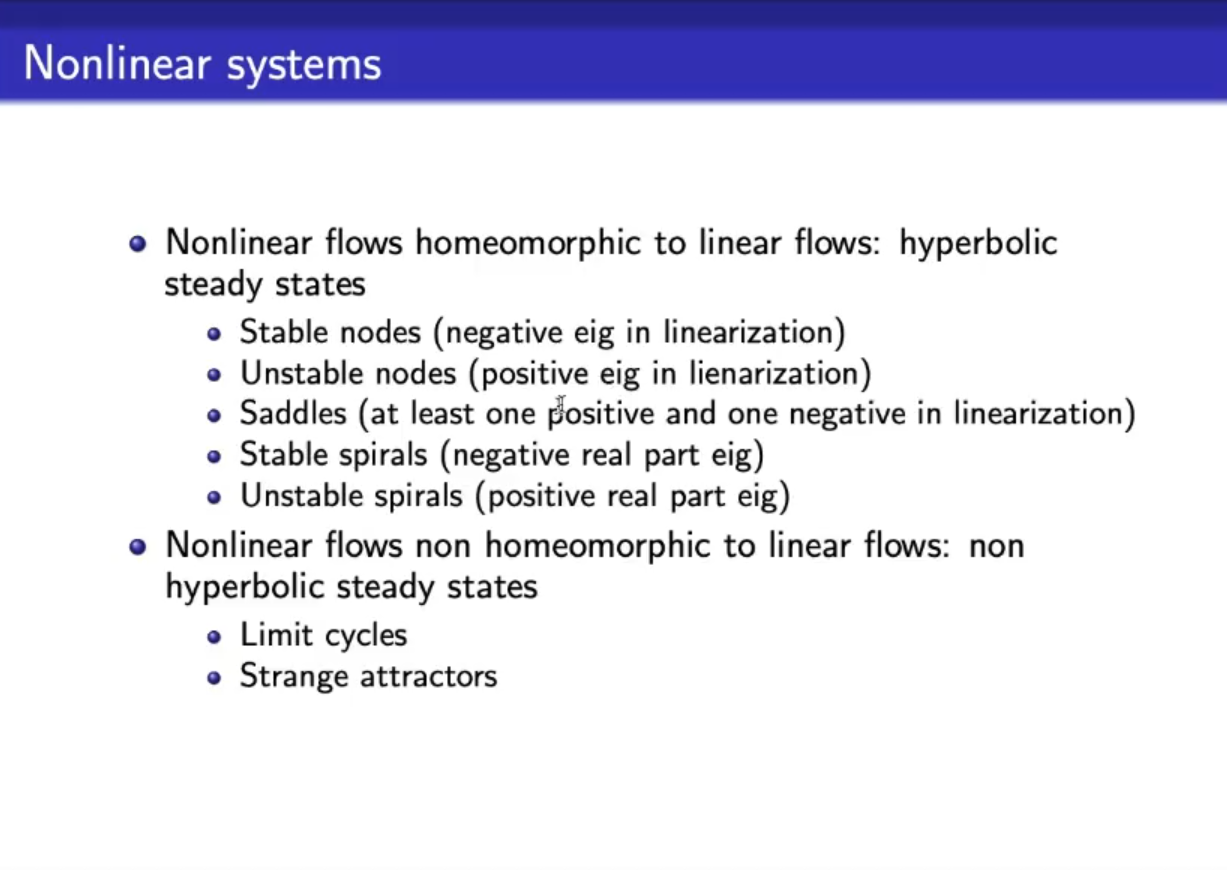 Nonlinear systems
Nonlinear flows homeomorphic to linear flows: hyperbolic
steady states
Stable nodes (negative eig in linearization)
Unstable nodes (positive eig in lienarization)
Saddles (at least one positive and one negative in linearization)
Stable spirals (negative real part eig)
Unstable spirals (positive real part eig)
Nonlinear flows non homeomorphic to linear flows: non
hyperbolic steady states
Limit cycles
Strange attractors